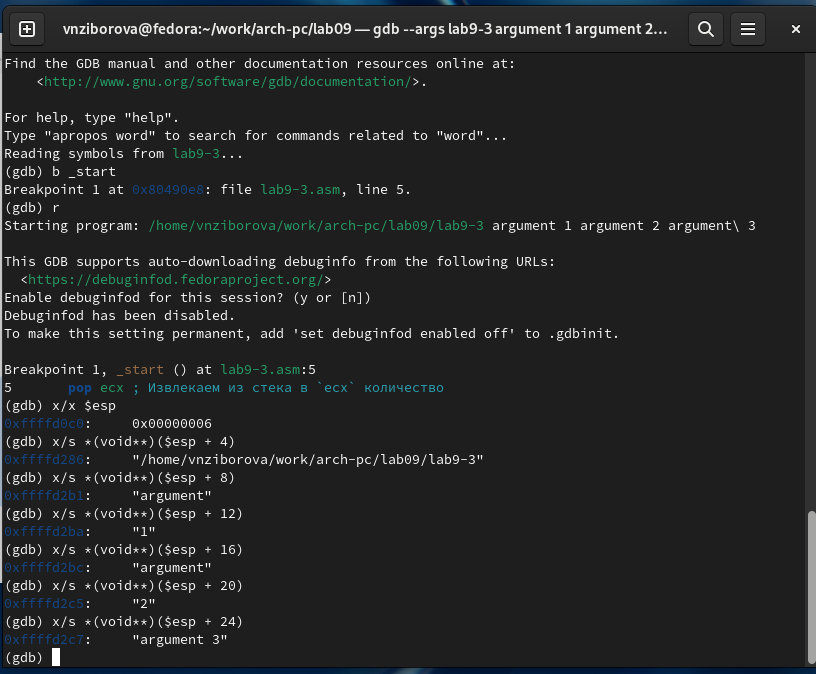 vnziborova@fedora:~/work/arch-pc/lab09 — gdb --args lab9-3 argument 1 argument 2...
Find the GDB manual and other documentation resources online at:
    <http://www.gnu.org/software/gdb/documentation/>.
For help, type "help".
Type "apropos word" to search for commands related to "word"...
Reading symbols from lab9-3...
(gdb) b _start
Breakpoint 1 at 0x80490e8: file lab9-3.asm, line 5.
(gdb) r
Starting program: /home/vnziborova/work/arch-pc/lab09/lab9-3 argument 1 argument 2 argument\ 3
This GDB supports auto-downloading debuginfo from the following URLs:
  <https://debuginfod.fedoraproject.org/>
Enable debuginfod for this session? (y or [n])
Debuginfod has been disabled.
To make this setting permanent, add 'set debuginfod enabled off' to .gdbinit.
Breakpoint 1, _start () at lab9-3.asm:5
5       pop ecx ; Извлекаем из стека в `ecx` количество
(gdb) x/x $esp
0xffffd0c0:     0x00000006
(gdb) x/s *(void**)($esp + 4)
0xffffd286:     "/home/vnziborova/work/arch-pc/lab09/lab9-3"
(gdb) x/s *(void**)($esp + 8)
0xffffd2b1:     "argument"
(gdb) x/s *(void**)($esp + 12)
0xffffd2ba:     "1"
(gdb) x/s *(void**)($esp + 16)
0xffffd2bc:     "argument"
(gdb) x/s *(void**)($esp + 20)
0xffffd2c5:     "2"
(gdb) x/s *(void**)($esp + 24)
0xffffd2c7:     "argument 3"
(gdb)